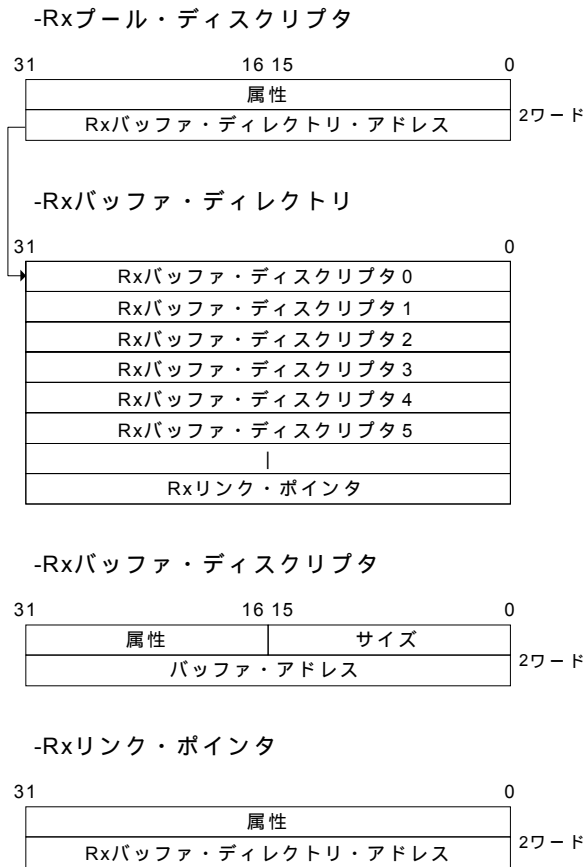 -Rxプール・ディスクリプタ
31 16 15 0
属性
Rxバッファ・ディレクトリ・アドレス
2ワード
-Rxバッファ・ディレクトリ
31 0
Rxバッファ・ディスクリプタ0
Rxバッファ・ディスクリプタ1
Rxバッファ・ディスクリプタ2
Rxバッファ・ディスクリプタ3
Rxバッファ・ディスクリプタ4
Rxバッファ・ディスクリプタ5
|
Rxリンク・ポインタ
-Rxバッファ・ディスクリプタ
31 16 15 0
属性 サイズ
バッファ・アドレス
2ワード
-Rxリンク・ポインタ
31 0
属性
Rxバッファ・ディレクトリ・アドレス
2ワード